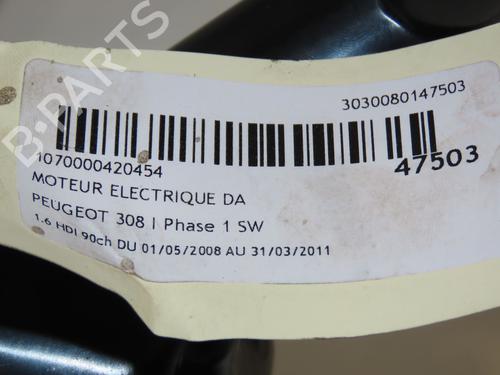 3030080147503
1070000420454
47503
MOTEUR ELECTRIQUE DA
PEUGEOT 308 I Phase 1 SW
1.6 HDI 90ch DU 01/05/2008 AU 31/03/2011
B-PARTS